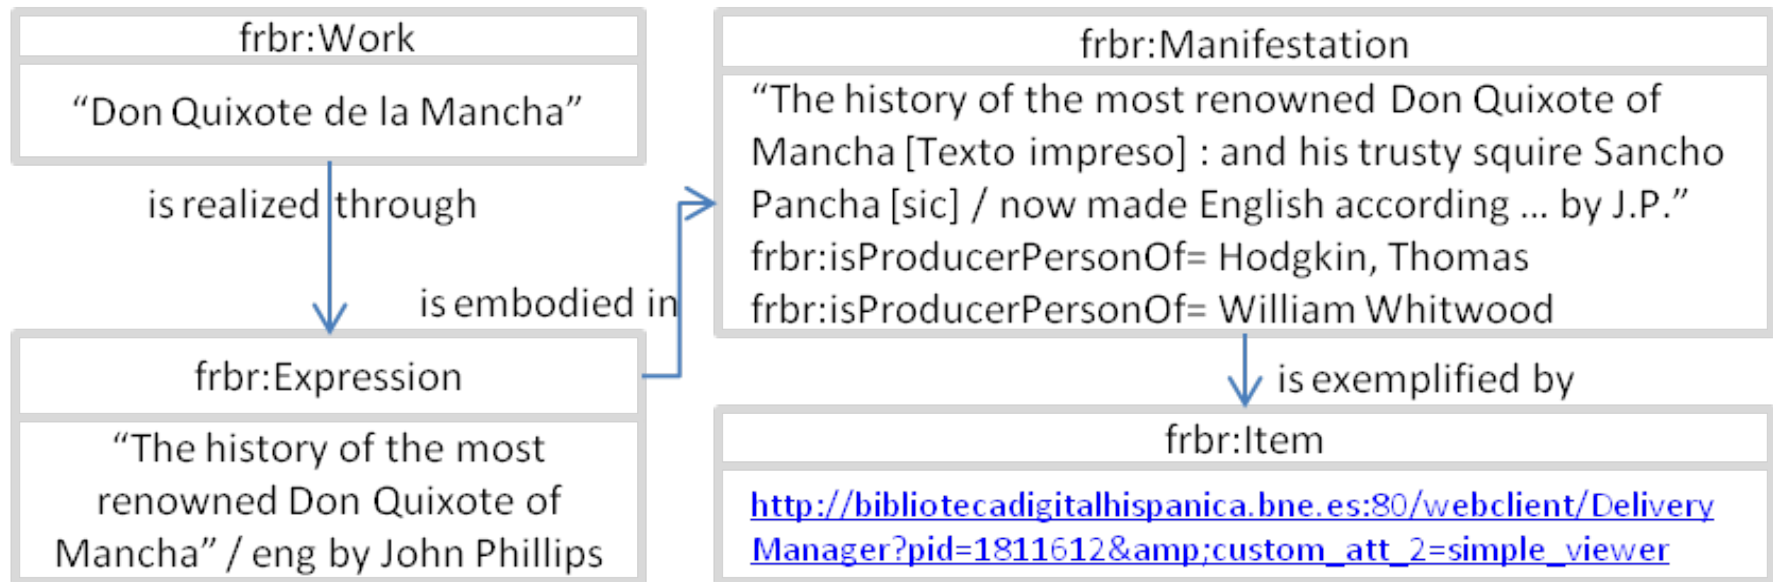 frbr:Work
“Don Quixote de la Mancha”
is realized through
frbr:Expression
“The history of the most
renowned Don Quixote of
Mancha” / eng by John Phillips
is embodied in
frbr:Manifestation
“The history of the most renowned Don Quixote of
Mancha [Texto impreso] : and his trusty squire Sancho
Pancha [sic] / now made English according ... by J.P.”
frbr:isProducerPersonOf= Hodgkin, Thomas
frbr:isProducerPersonOf= William Whitwood
is exemplified by
frbr:Item
http://bibliotecadigitalhispanica.bne.es:80/webclient/Delivery
Manager?pid=1811612&amp;custom_att_2=simple_viewer